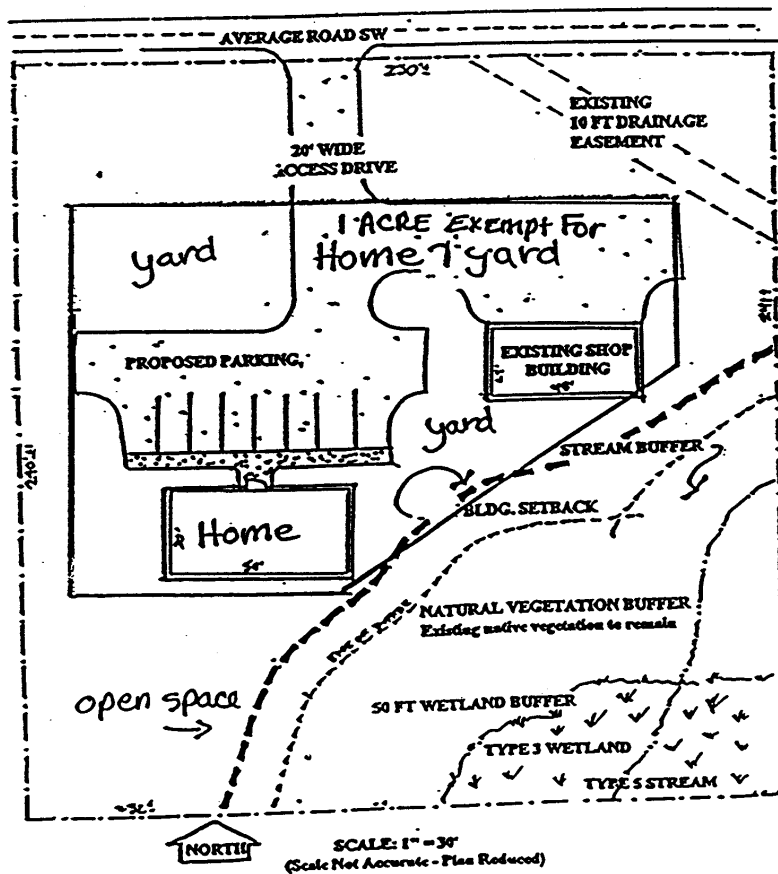 AVERAGE ROAD SW
EXISTING
10 FT DRAINAGE
EASEMENT
20' WIDE
ACCESS DRIVE
1 ACRE Exempt For
Home & yard
yard
PROPOSED PARKING
EXISTING SHOP
BUILDING
yard
STREAM BUFFER
BLDG. SETBACK
Home
NATURAL VEGETATION BUFFER
Existing native vegetation to remain
open space
50 FT WETLAND BUFFER
TYPE 3 WETLAND
TYPE 5 STREAM
NORTH
SCALE: 1" = 30'
(Scale Not Accurate - Plan Reduced)